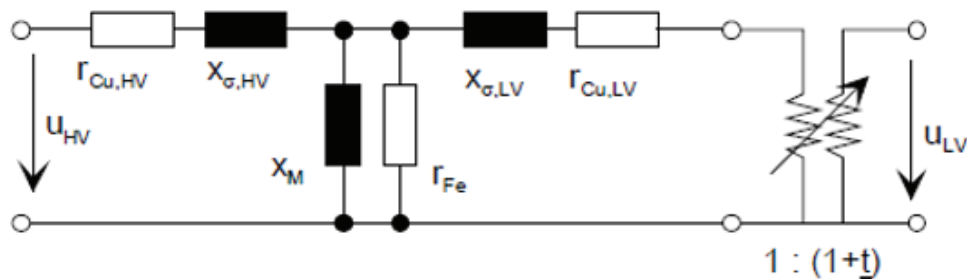 r_Cu,HV
x_σ,HV
x_σ,LV
r_Cu,LV
u_HV
x_M
r_Fe
u_LV
1 : (1+t)